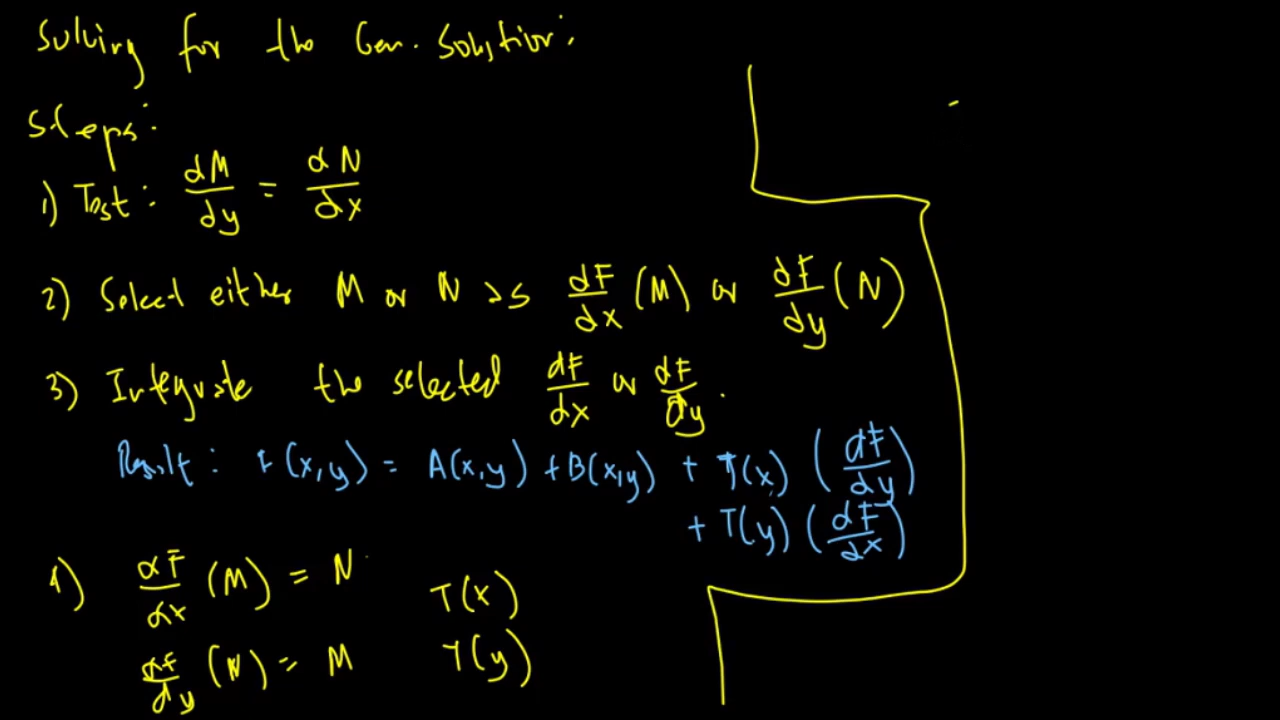 Solving for the Gen. Solution:
Steps:
1) Test: dM/dy = dN/dx
2) Select either M or N as dF/dx (M) or dF/dy (N)
3) Integrate the selected dF/dx or dF/dy.
Result: F(x,y) = A(x,y) + B(x,y) + T(x) (dF/dy)
+ T(y) (dF/dx)
4) dF/dx (M) = N T(x)
dF/dy (N) = M T(y)